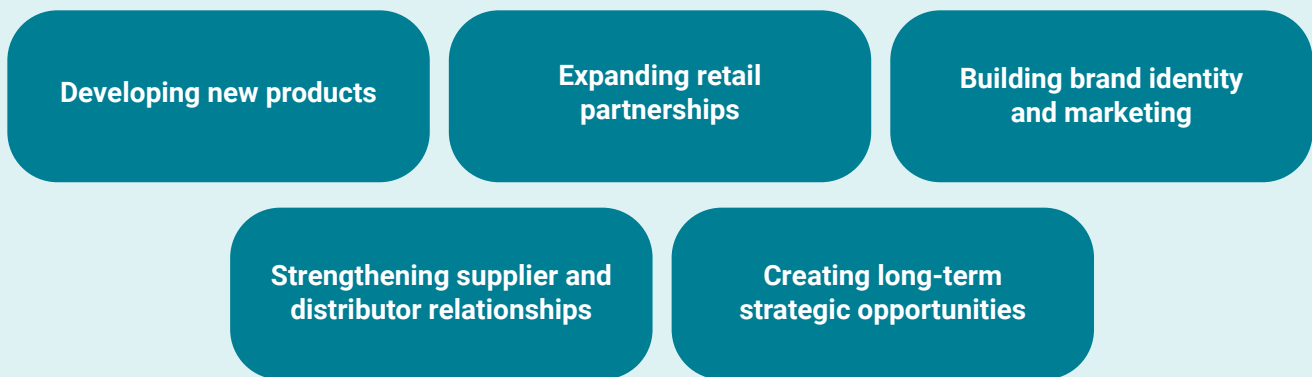 Developing new products
Expanding retail
partnerships
Building brand identity
and marketing
Strengthening supplier and
distributor relationships
Creating long-term
strategic opportunities